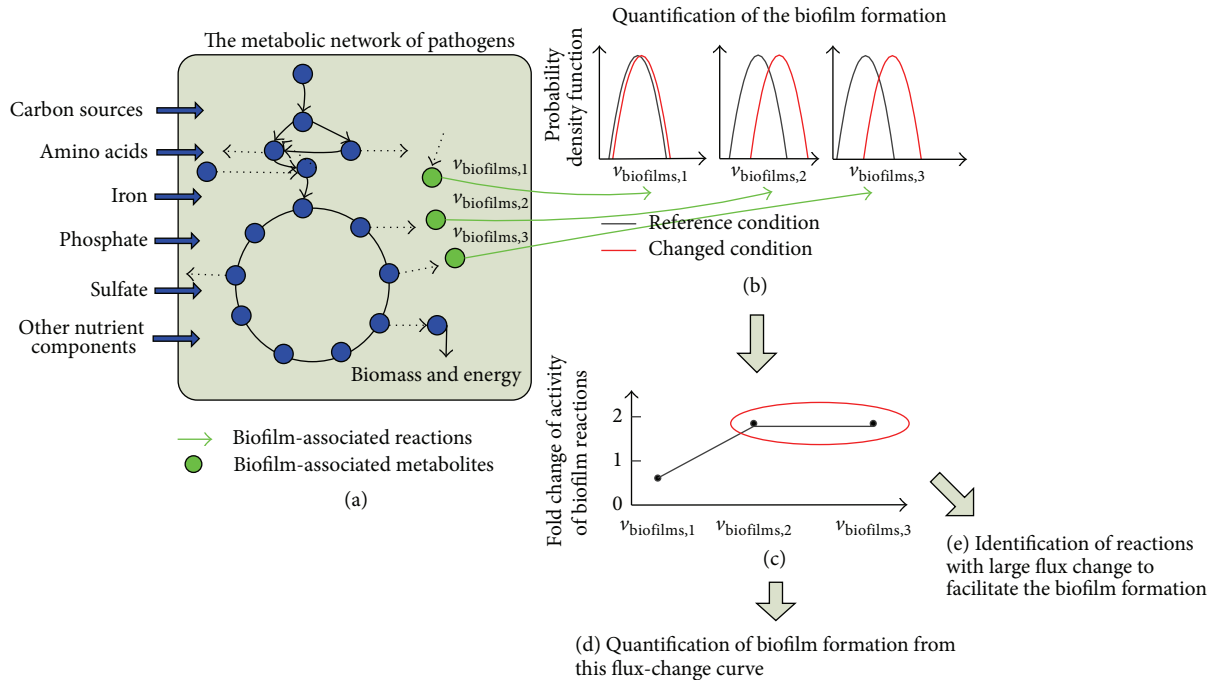 The metabolic network of pathogens
Carbon sources
Amino acids
Iron
Phosphate
Sulfate
Other nutrient
components
v biofilms,1
v biofilms,2
v biofilms,3
Biomass and energy
Biofilm-associated reactions
Biofilm-associated metabolites
(a)
Quantification of the biofilm formation
Probability
density function
v biofilms,1
v biofilms,2
v biofilms,3
Reference condition
Changed condition
(b)
Fold change of activity
of biofilm reactions
2
1
0
v biofilms,1
v biofilms,2
v biofilms,3
(c)
(e) Identification of reactions
with large flux change to
facilitate the biofilm formation
(d) Quantification of biofilm formation from
this flux-change curve